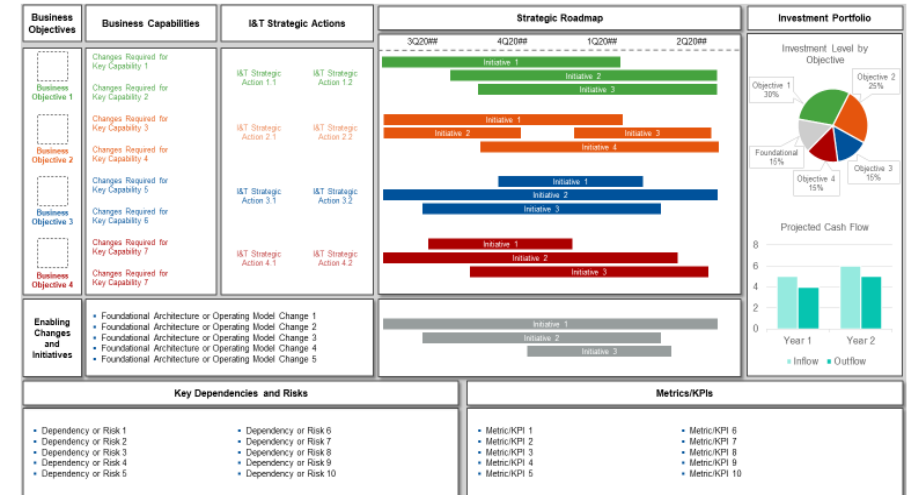 Business
Objectives
Business Capabilities
I&T Strategic Actions
Strategic Roadmap
Investment Portfolio
3Q20##
4Q20##
1Q20##
2Q20##
Business
Objective 1
Changes Required for
Key Capability 1
Changes Required for
Key Capability 2
I&T Strategic
Action 1.1
I&T Strategic
Action 1.2
Initiative 1
Initiative 2
Initiative 3
Business
Objective 2
Changes Required for
Key Capability 3
Changes Required for
Key Capability 4
I&T Strategic
Action 2.1
I&T Strategic
Action 2.2
Initiative 1
Initiative 2
Initiative 3
Initiative 4
Business
Objective 3
Changes Required for
Key Capability 5
Changes Required for
Key Capability 6
I&T Strategic
Action 3.1
I&T Strategic
Action 3.2
Initiative 1
Initiative 2
Initiative 3
Business
Objective 4
Changes Required for
Key Capability 7
Changes Required for
Key Capability 7
I&T Strategic
Action 4.1
I&T Strategic
Action 4.2
Initiative 1
Initiative 2
Initiative 3
Investment Level by
Objective
Objective 1
30%
Objective 2
25%
Foundational
15%
Objective 4
15%
Objective 3
15%
Projected Cash Flow
8
6
4
2
0
Year 1
Year 2
Inflow
Outflow
Enabling
Changes
and
Initiatives
• Foundational Architecture or Operating Model Change 1
• Foundational Architecture or Operating Model Change 2
• Foundational Architecture or Operating Model Change 3
• Foundational Architecture or Operating Model Change 4
• Foundational Architecture or Operating Model Change 5
Initiative 1
Initiative 2
Initiative 3
Key Dependencies and Risks
• Dependency or Risk 1
• Dependency or Risk 2
• Dependency or Risk 3
• Dependency or Risk 4
• Dependency or Risk 5
• Dependency or Risk 6
• Dependency or Risk 7
• Dependency or Risk 8
• Dependency or Risk 9
• Dependency or Risk 10
Metrics/KPIs
• Metric/KPI 1
• Metric/KPI 2
• Metric/KPI 3
• Metric/KPI 4
• Metric/KPI 5
• Metric/KPI 6
• Metric/KPI 7
• Metric/KPI 8
• Metric/KPI 9
• Metric/KPI 10